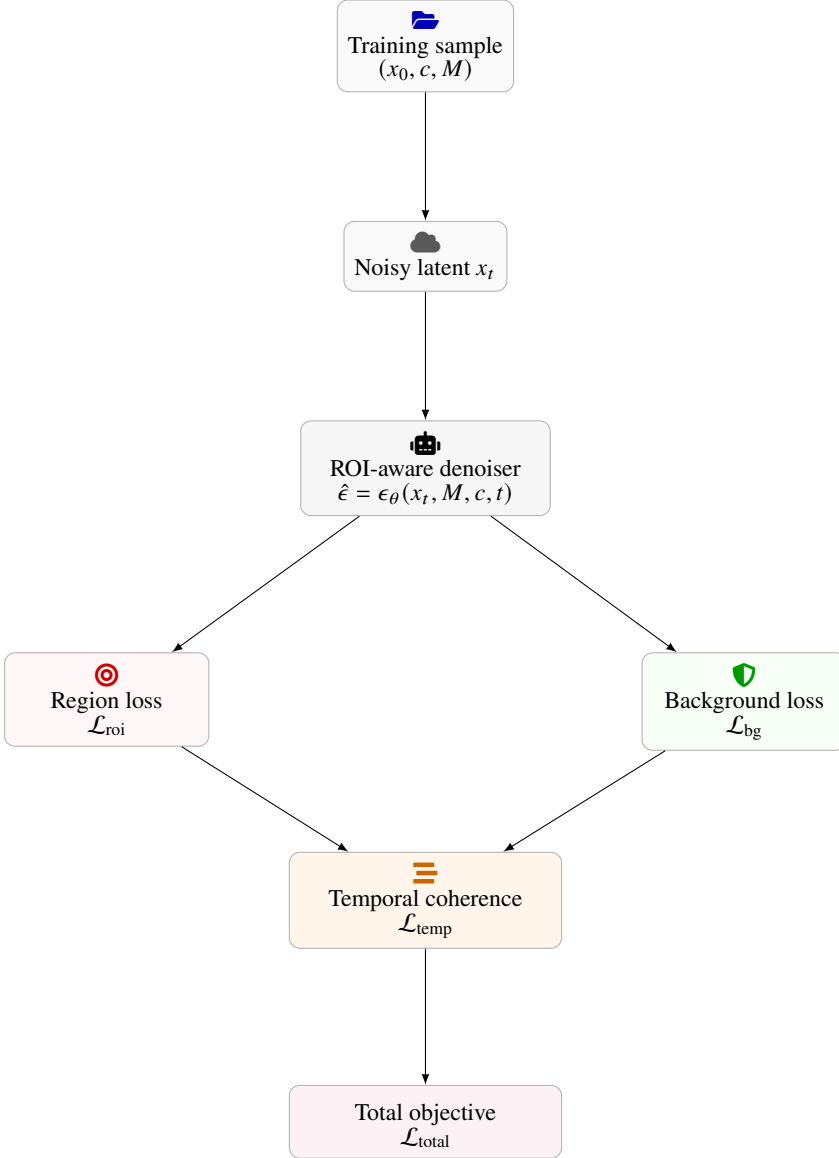 Training sample
(x₀, c, M)
Noisy latent xₜ
ROI-aware denoiser
ϵ̂ = ϵ_θ(xₜ, M, c, t)
Region loss
ℒ_roi
Background loss
ℒ_bg
Temporal coherence
ℒ_temp
Total objective
ℒ_total